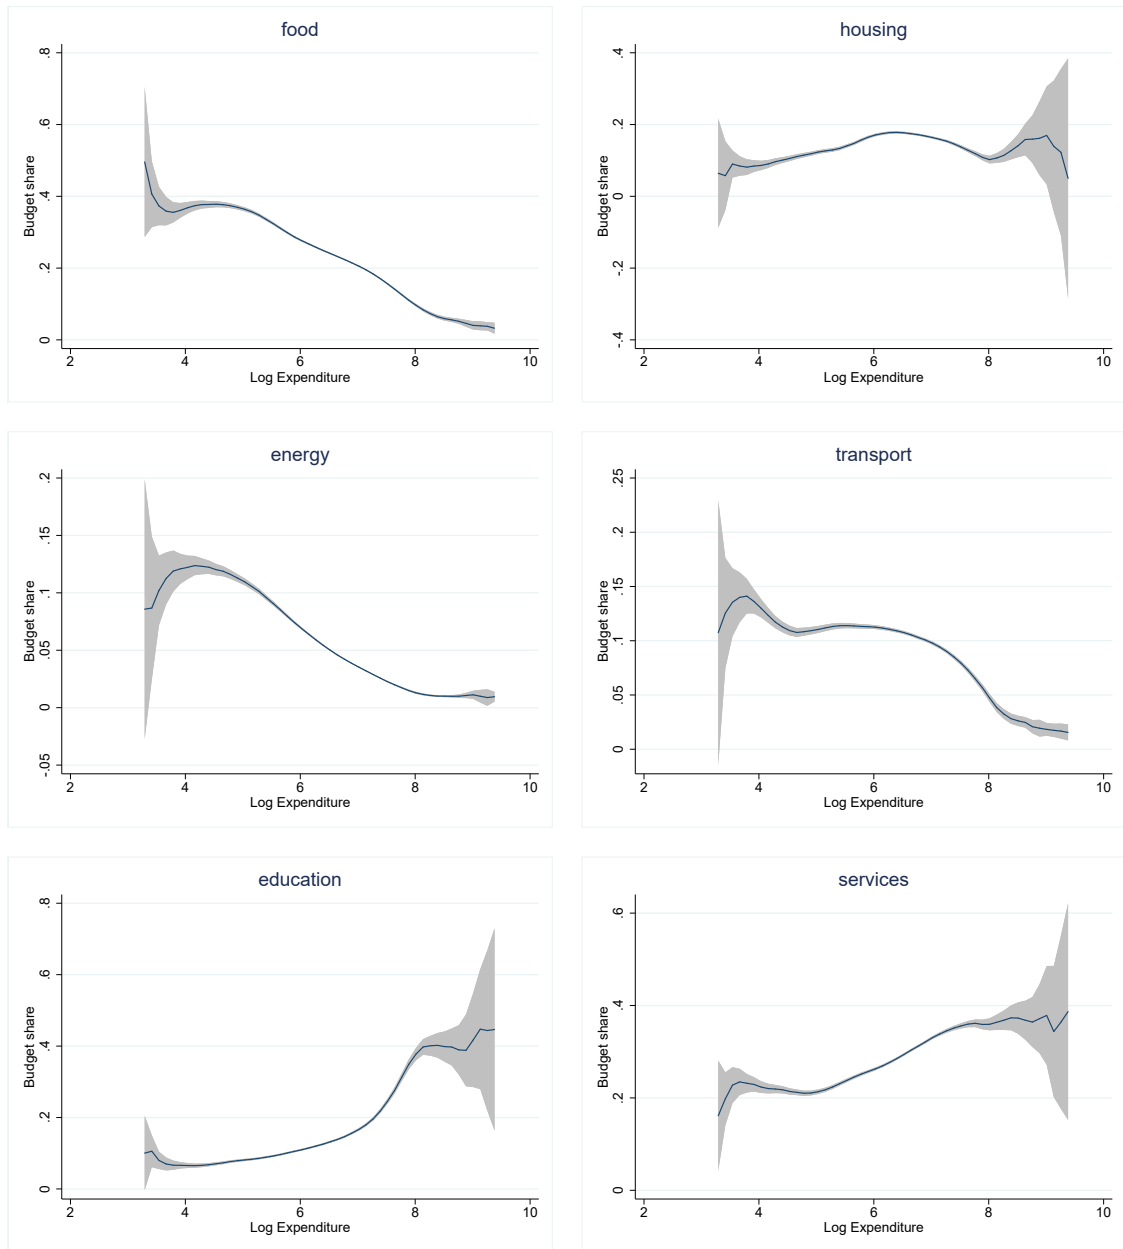 food
.8
.6
.4
.2
0
Budget share
2 4 6 8 10
Log Expenditure
housing
.4
.2
0
-.2
-.4
Budget share
2 4 6 8 10
Log Expenditure
energy
.2
.15
.1
.05
0
-.05
Budget share
2 4 6 8 10
Log Expenditure
transport
.25
.2
.15
.1
.05
0
Budget share
2 4 6 8 10
Log Expenditure
education
.8
.6
.4
.2
0
Budget share
2 4 6 8 10
Log Expenditure
services
.6
.4
.2
0
Budget share
2 4 6 8 10
Log Expenditure